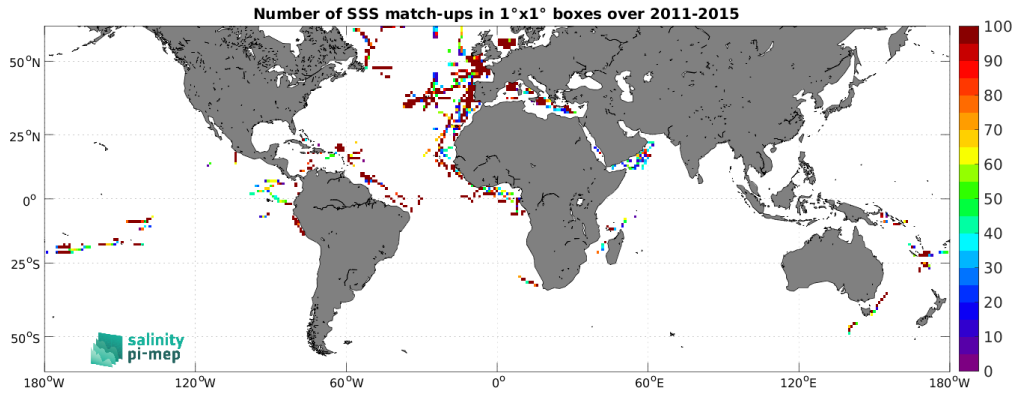 Number of SSS match-ups in 1°x1° boxes over 2011-2015
50°N
25°N
0°
25°S
50°S
180°W
120°W
60°W
0°
60°E
120°E
180°W
100
90
80
70
60
50
40
30
20
10
0
salinity
pi-mep